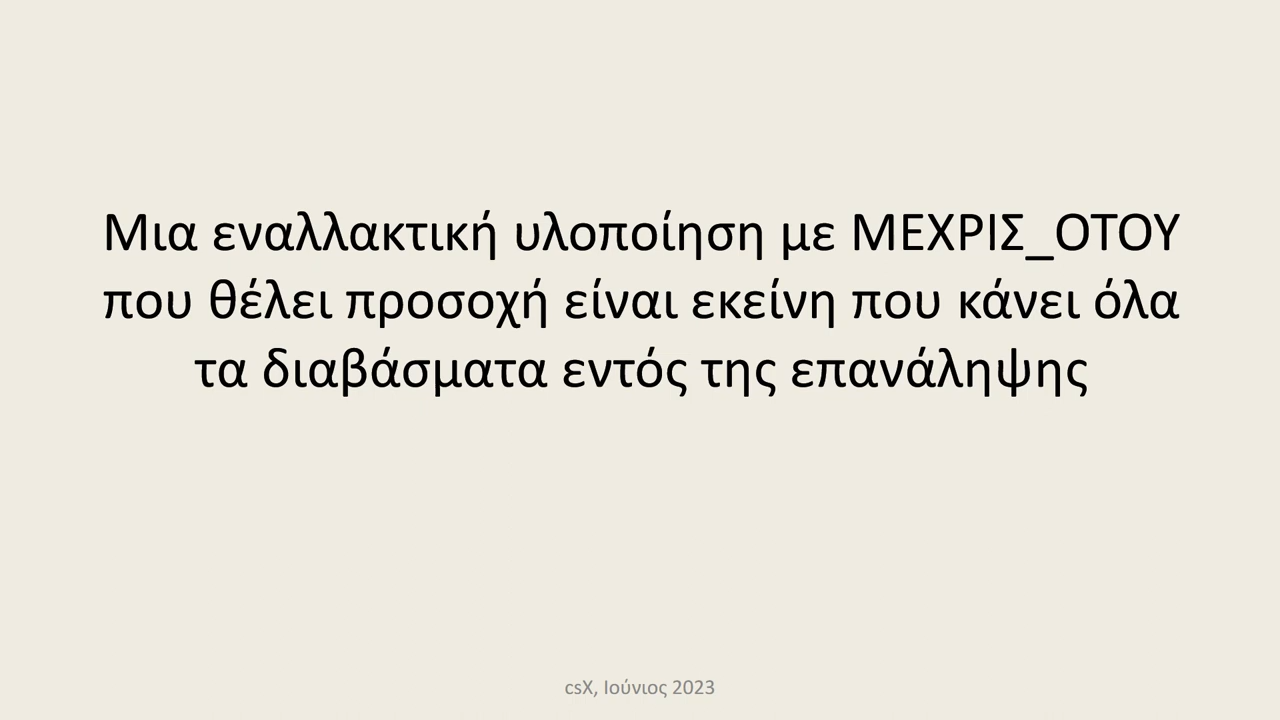 Μια εναλλακτική υλοποίηση με ΜΕΧΡΙΣ_ΟΤΟΥ
που θέλει προσοχή είναι εκείνη που κάνει όλα
τα διαβάσματα εντός της επανάληψης
csX, Ιούνιος 2023